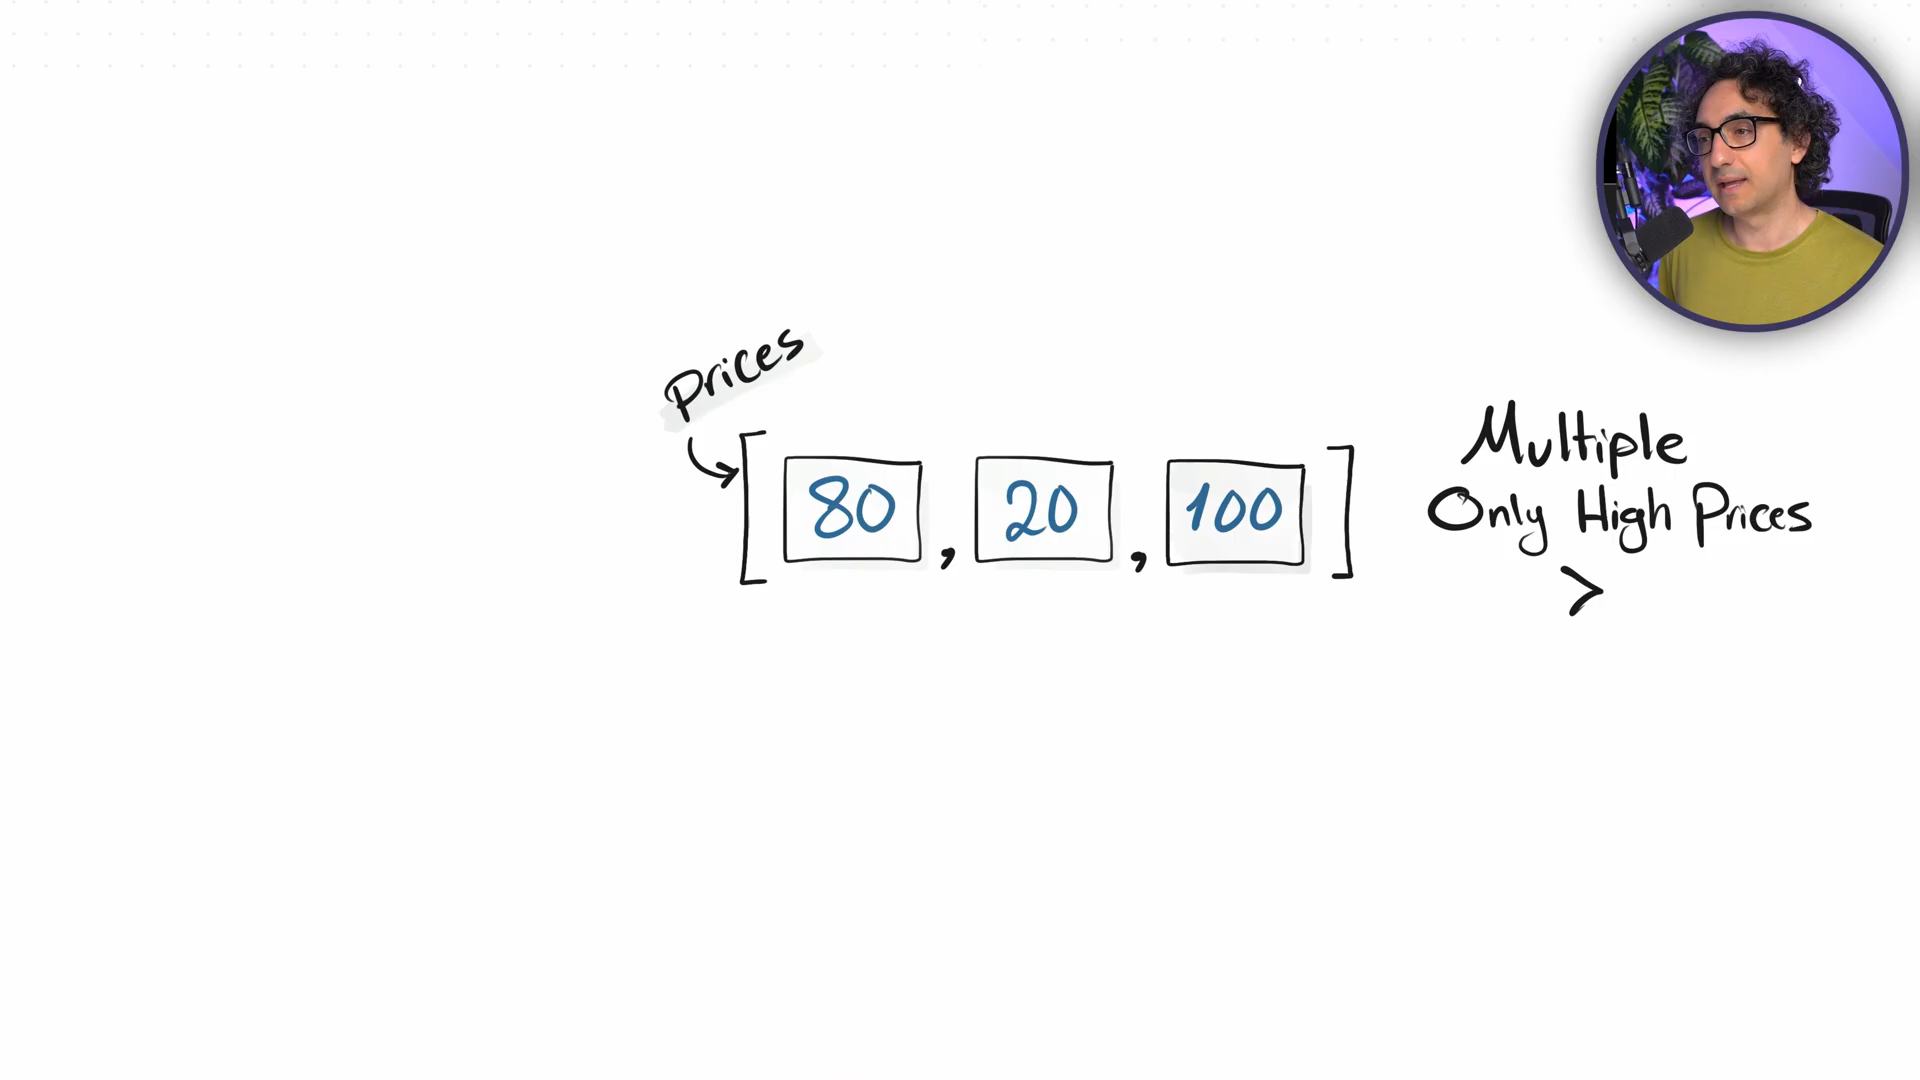 Prices
[ 80 , 20 , 100 ]
Multiple
Only High Prices
>